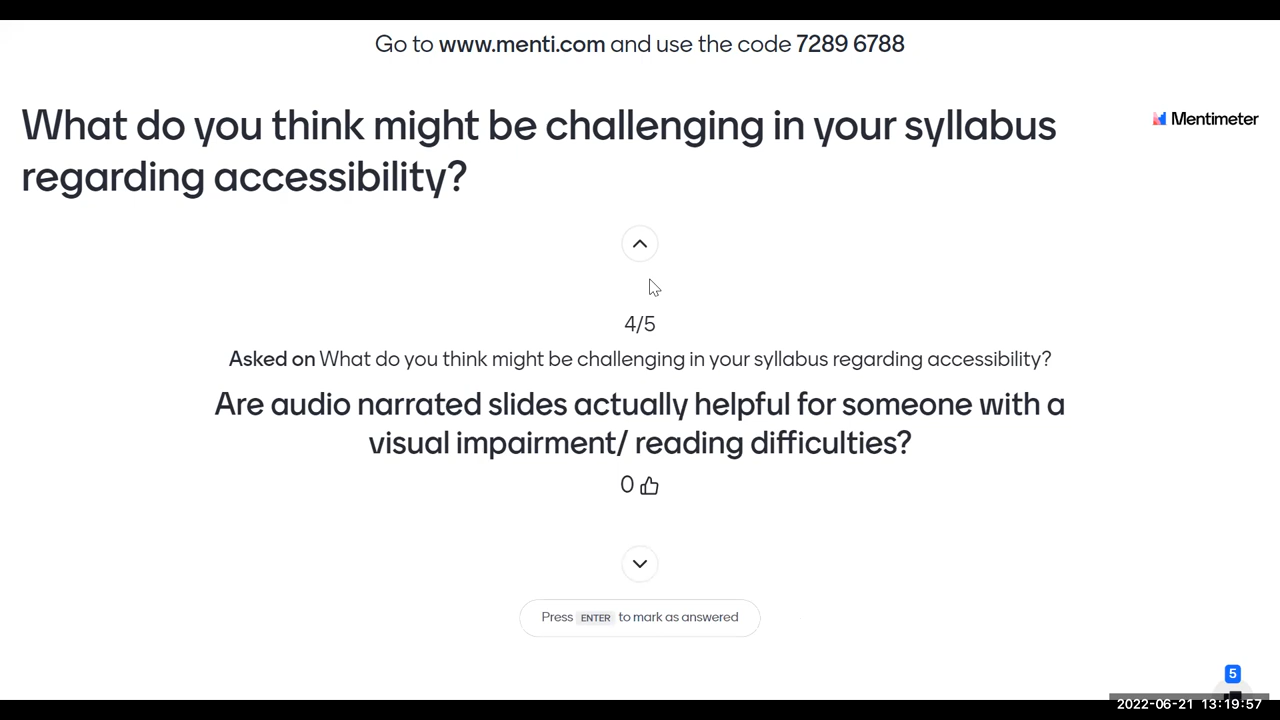 Go to www.menti.com and use the code 7289 6788
What do you think might be challenging in your syllabus
regarding accessibility?
Mentimeter
4/5
Asked on What do you think might be challenging in your syllabus regarding accessibility?
Are audio narrated slides actually helpful for someone with a
visual impairment/ reading difficulties?
0
Press ENTER to mark as answered
5
2022-06-21 13:19:57